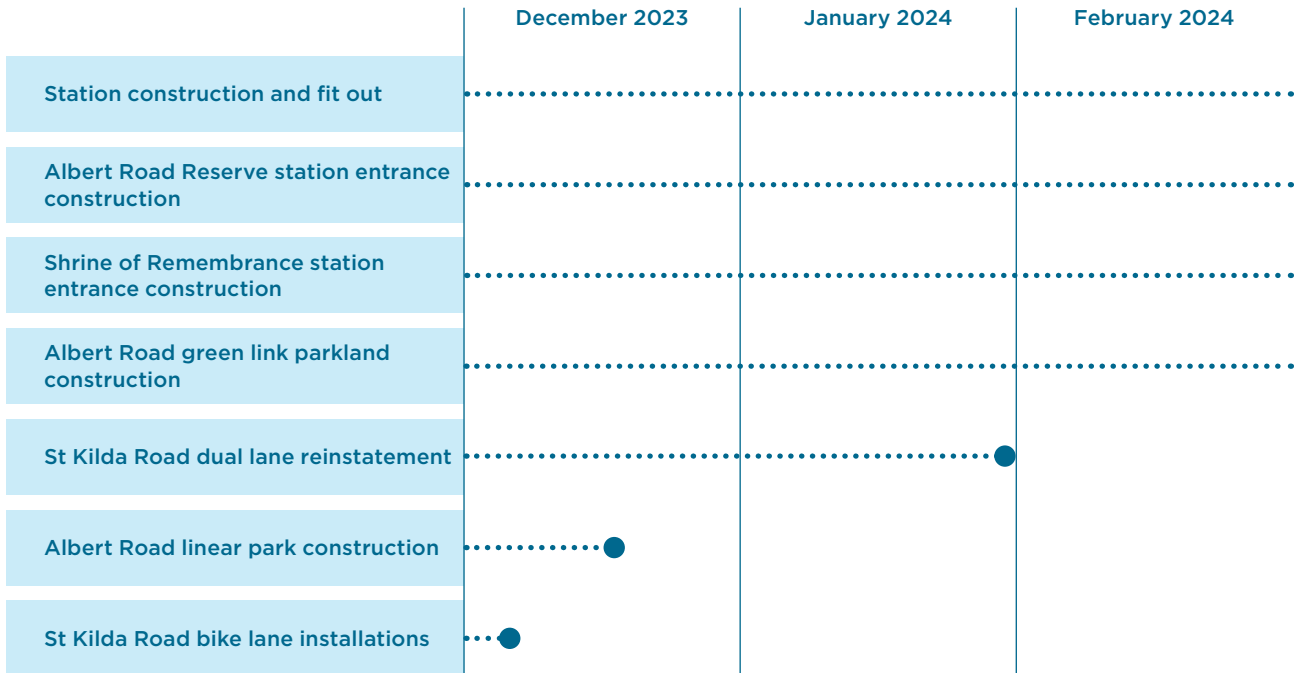 December 2023
January 2024
February 2024
Station construction and fit out
Albert Road Reserve station entrance
construction
Shrine of Remembrance station
entrance construction
Albert Road green link parkland
construction
St Kilda Road dual lane reinstatement
Albert Road linear park construction
St Kilda Road bike lane installations